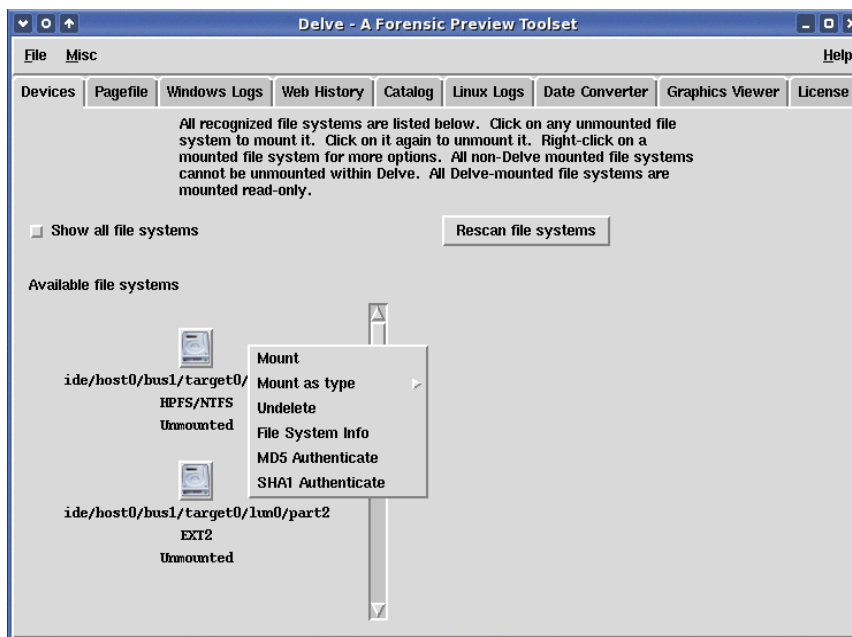 Delve - A Forensic Preview Toolset
File Misc Help
Devices Pagefile Windows Logs Web History Catalog Linux Logs Date Converter Graphics Viewer License
All recognized file systems are listed below. Click on any unmounted file
system to mount it. Click on it again to unmount it. Right-click on a
mounted file system for more options. All non-Delve mounted file systems
cannot be unmounted within Delve. All Delve-mounted file systems are
mounted read-only.
Show all file systems
Rescan file systems
Available file systems
ide/host0/bus1/target0/
HPFS/NTFS
Unmounted
Mount
Mount as type
Undelete
File System Info
MD5 Authenticate
SHA1 Authenticate
ide/host0/bus1/target0/lun0/part2
EXT2
Unmounted